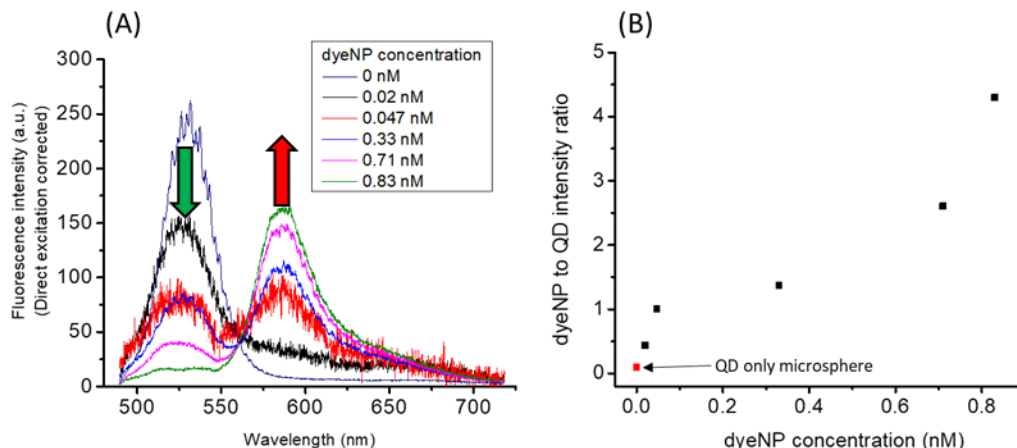 (A)
Fluorescence intensity (a.u.)
(Direct excitation corrected)
300
250
200
150
100
50
0
500
550
600
650
700
Wavelength (nm)
dyeNP concentration
0 nM
0.02 nM
0.047 nM
0.33 nM
0.71 nM
0.83 nM
(B)
dyeNP to QD intensity ratio
5
4
3
2
1
0
QD only microsphere
0.0
0.2
0.4
0.6
0.8
dyeNP concentration (nM)